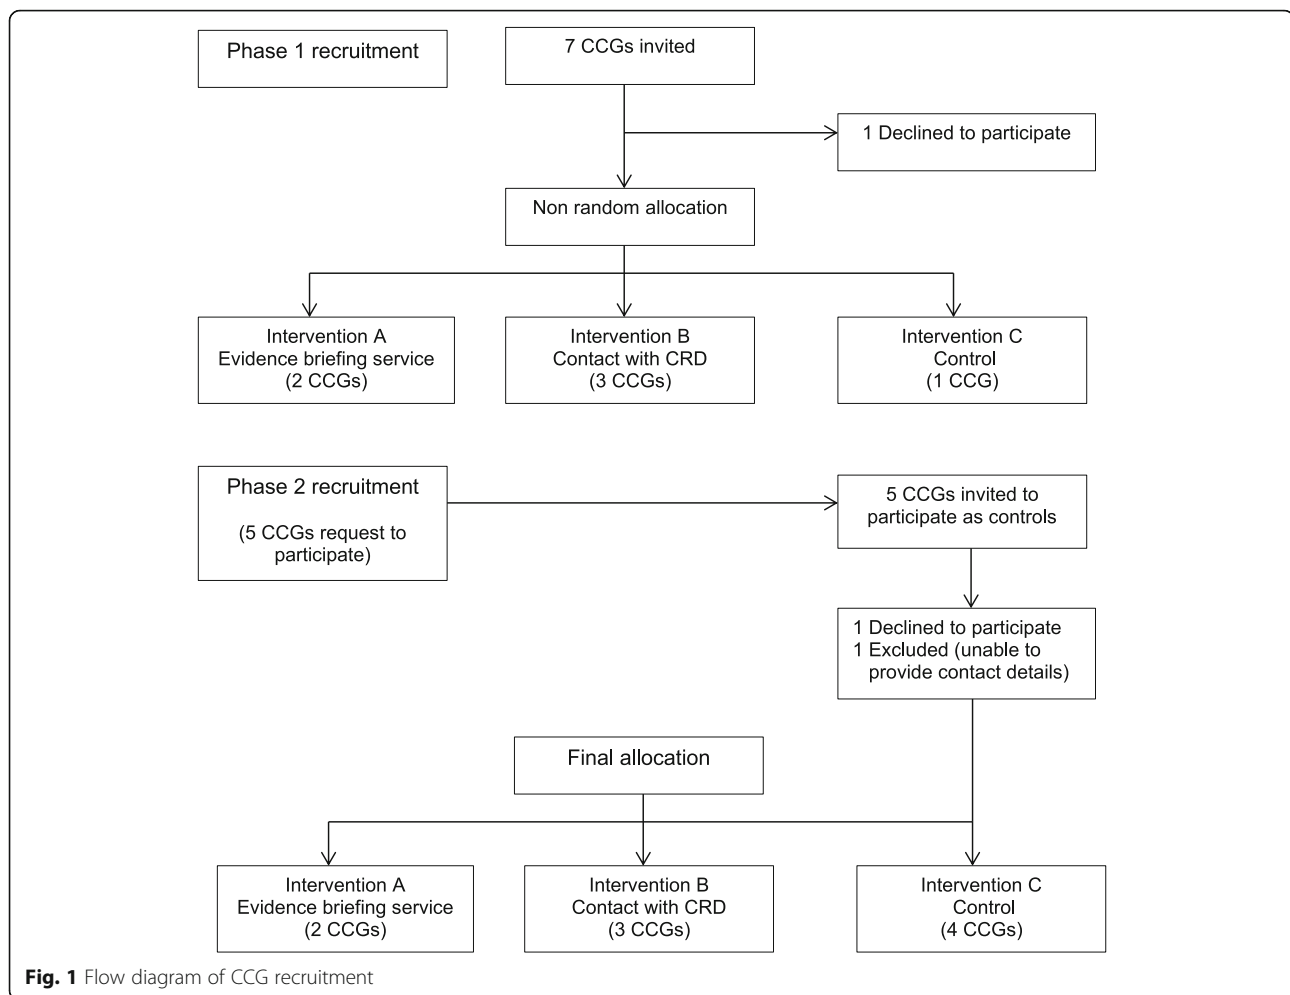 Phase 1 recruitment
7 CCGs invited
1 Declined to participate
Non random allocation
Intervention A
Evidence briefing service
(2 CCGs)
Intervention B
Contact with CRD
(3 CCGs)
Intervention C
Control
(1 CCG)
Phase 2 recruitment
(5 CCGs request to
participate)
5 CCGs invited to
participate as controls
1 Declined to participate
1 Excluded (unable to
provide contact details)
Final allocation
Intervention A
Evidence briefing service
(2 CCGs)
Intervention B
Contact with CRD
(3 CCGs)
Intervention C
Control
(4 CCGs)
Fig. 1 Flow diagram of CCG recruitment